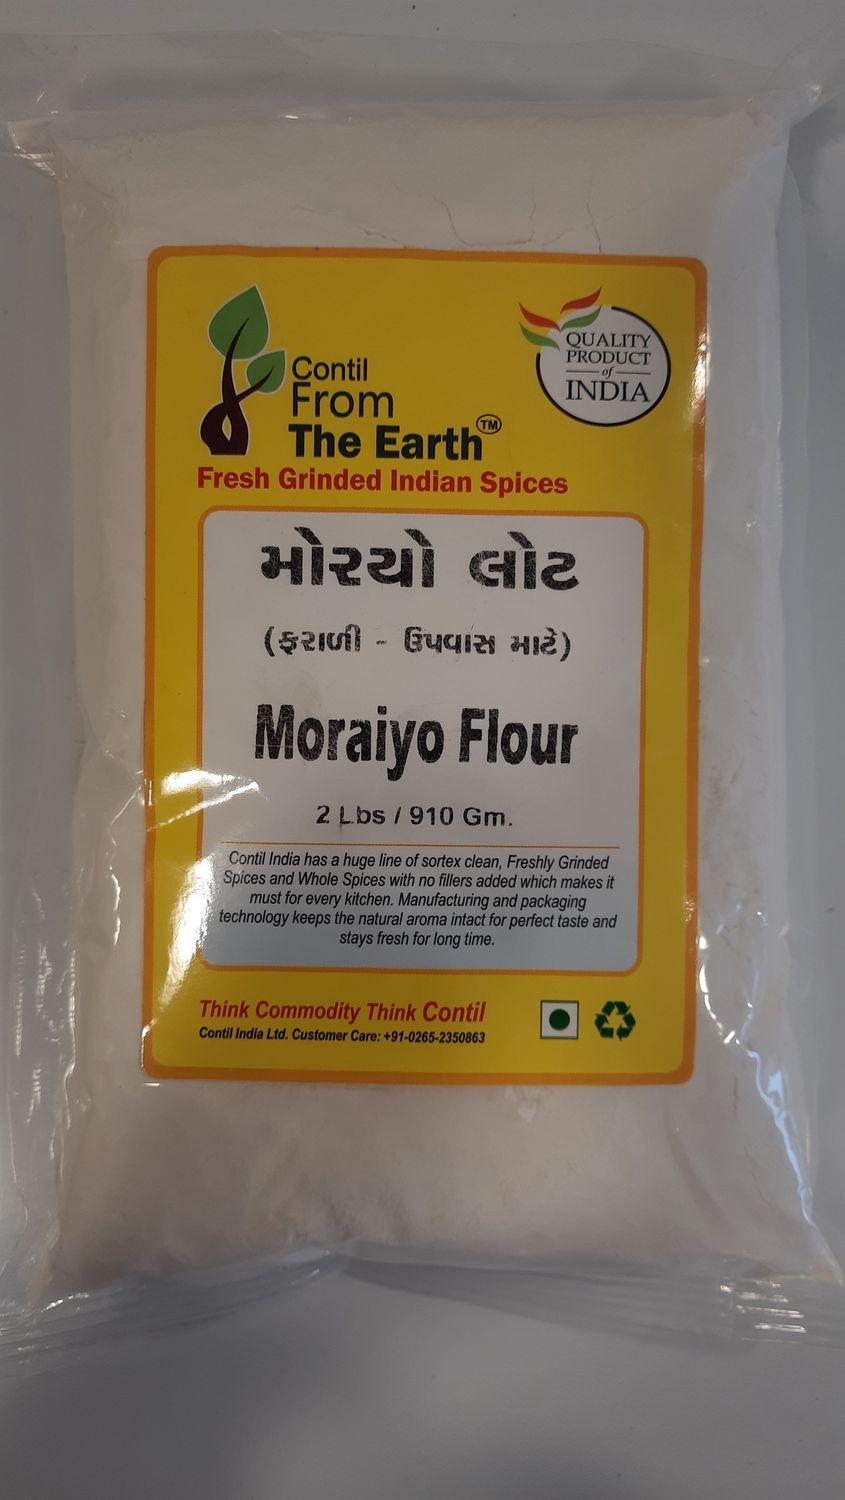 Contil
From
The Earth™
Fresh Grinded Indian Spices
QUALITY
PRODUCT
of
INDIA
મોરયો લોટ
(ફરાળી - ઉપવાસ માટે)
Moraiyo Flour
2 Lbs / 910 Gm.
Contil India has a huge line of sortex clean, Freshly Grinded
Spices and Whole Spices with no fillers added which makes it
must for every kitchen. Manufacturing and packaging
technology keeps the natural aroma intact for perfect taste and
stays fresh for long time.
Think Commodity Think Contil
Contil India Ltd. Customer Care: +91-0265-2350863